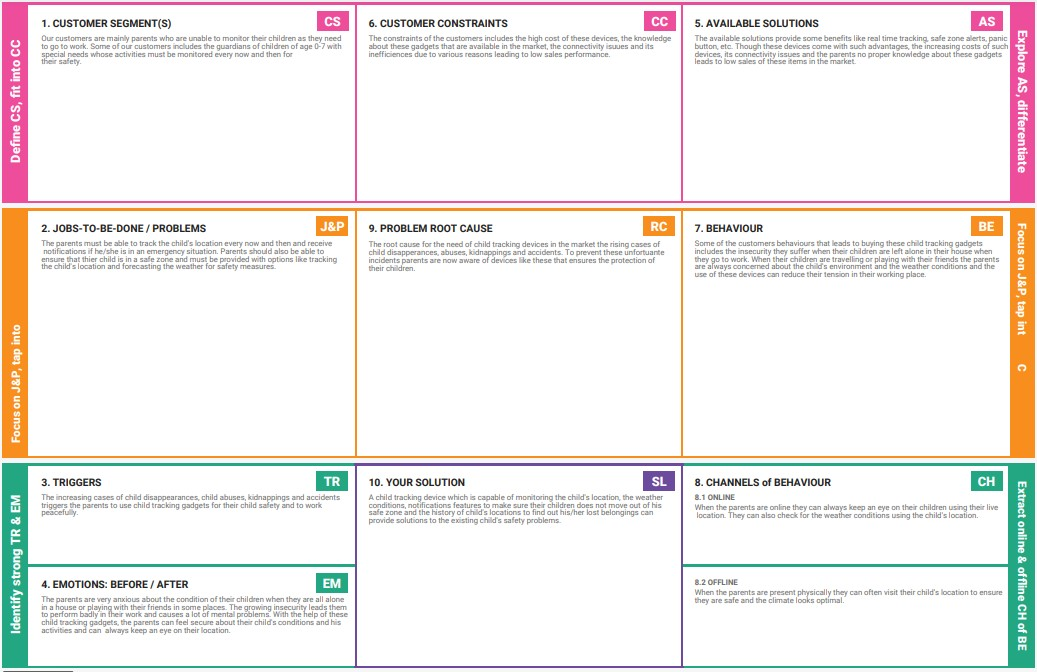 Define CS, fit into CC
1. CUSTOMER SEGMENT(S)
CS
Our customers are mainly parents who are unable to monitor their children as they need
to go to work. Some of our customers includes the guardians of children of age 0-7 with
special needs whose activities must be monitored every now and then for
their safety.
6. CUSTOMER CONSTRAINTS
CC
The constraints of the customers includes the high cost of these devices, the knowledge
about these gadgets that are available in the market, the connectivity isuues and its
inefficiences due to various reasons leading to low sales performance.
5. AVAILABLE SOLUTIONS
AS
The available solutions provide some benefits like real time tracking, safe zone alerts, panic
button, etc. Though these devices come with such advantages, the increasing costs of such
devices, its connectivity issues and the parents no proper knowledge about these gadgets
leads to low sales of these items in the market.
Explore AS, differentiate
Focus on J&P, tap into
2. JOBS-TO-BE-DONE / PROBLEMS
J&P
The parents must be able to track the child's location every now and then and receive
notifications if he/she is in an emergency situation. Parents should also be able to
ensure that thier child is in a safe zone and must be provided with options like tracking
the child's location and forecasting the weather for safety measures.
9. PROBLEM ROOT CAUSE
RC
The root cause for the need of child tracking devices in the market the rising cases of
child disapperances, abuses, kidnappings and accidents. To prevent these unfortuante
incidents parents are now aware of devices like these that ensures the protection of
their children.
7. BEHAVIOUR
BE
Some of the customers behaviours that leads to buying these child tracking gadgets
includes the insecurity they suffer when their children are left alone in their house when
they go to work. When their children are travelling or playing with their friends the parents
are always concerned about the child's environment and the weather conditions and the
use of these devices can reduce their tension in their working place.
Focus on J&P, tap int C
Identify strong TR & EM
3. TRIGGERS
TR
The increasing cases of child disappearances, child abuses, kidnappings and accidents
triggers the parents to use child tracking gadgets for their child safety and to work
peacefully.
4. EMOTIONS: BEFORE / AFTER
EM
The parents are very anxious about the condition of their children when they are all alone
in a house or playing with their friends in some places. The growing insecurity leads them
to perform badly in their work and causes a lot of mental problems. With the help of these
child tracking gadgets, the parents can feel secure about their child's conditions and his
activities and can always keep an eye on their location.
10. YOUR SOLUTION
SL
A child tracking device which is capable of monitoring the child's location, the weather
conditions, notifications features to make sure their children does not move out of his
safe zone and the history of child's locations to find out his/her lost belongings can
provide solutions to the existing child's safety problems.
8. CHANNELS of BEHAVIOUR
CH
8.1 ONLINE
When the parents are online they can always keep an eye on their children using their live
location. They can also check for the weather conditions using the child's location.
8.2 OFFLINE
When the parents are present physically they can often visit their child's location to ensure
they are safe and the climate looks optimal.
Extract online & offline CH of BE